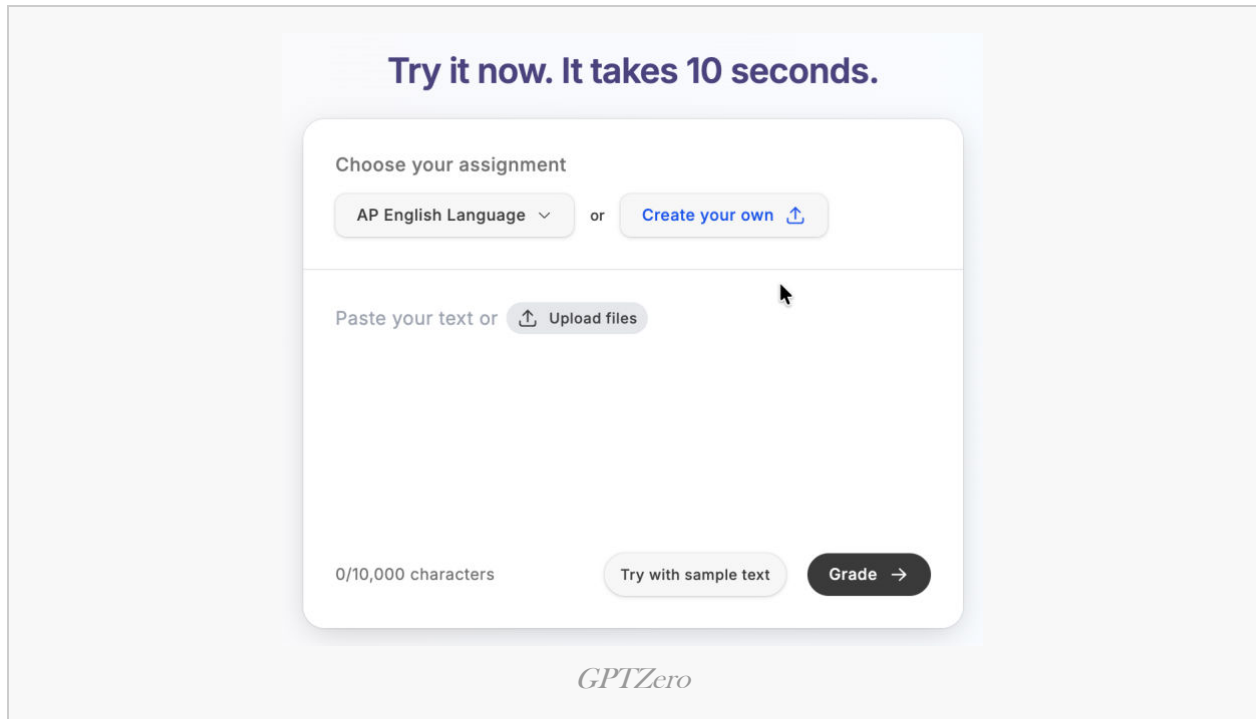 Try it now. It takes 10 seconds.
Choose your assignment
AP English Language or Create your own
Paste your text or Upload files
0/10,000 characters Try with sample text Grade →
GPTZero